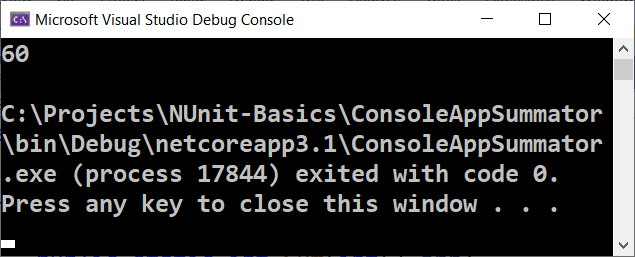 Microsoft Visual Studio Debug Console
60
C:\Projects\NUnit-Basics\ConsoleAppSummator
\bin\Debug\netcoreapp3.1\ConsoleAppSummator
.exe (process 17844) exited with code 0.
Press any key to close this window . . .